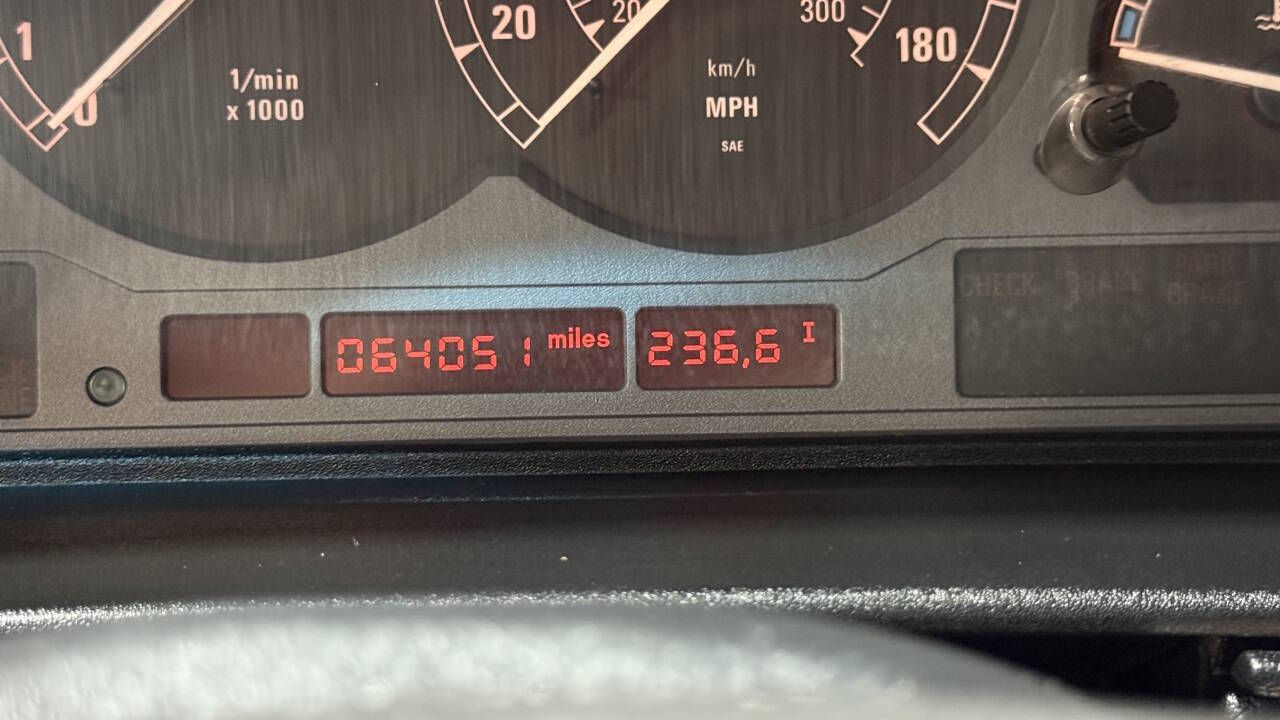 1
0
1/min
x 1000
20
20
300
180
km/h
MPH
SAE
CHECK BRAKE PARK
BRAKE
064051 miles
236,6 I